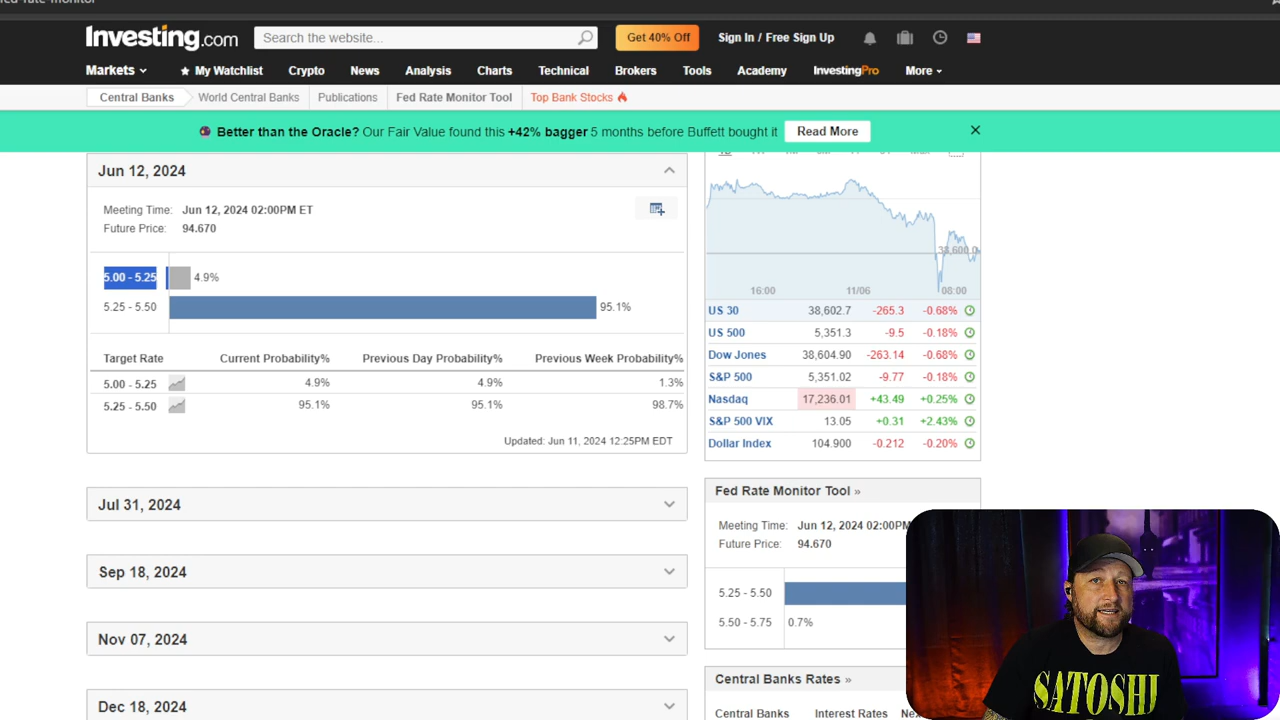 Investing.com
Search the website...
Get 40% Off
Sign In / Free Sign Up
Markets
My Watchlist
Crypto
News
Analysis
Charts
Technical
Brokers
Tools
Academy
InvestingPro
More
Central Banks
World Central Banks
Publications
Fed Rate Monitor Tool
Top Bank Stocks
Better than the Oracle? Our Fair Value found this +42% bagger 5 months before Buffett bought it
Read More
Jun 12, 2024
Meeting Time: Jun 12, 2024 02:00PM ET
Future Price: 94.670
5.00 - 5.25 4.9%
5.25 - 5.50 95.1%
Target Rate Current Probability% Previous Day Probability% Previous Week Probability%
5.00 - 5.25 4.9% 4.9% 1.3%
5.25 - 5.50 95.1% 95.1% 98.7%
Updated: Jun 11, 2024 12:25PM EDT
Jul 31, 2024
Sep 18, 2024
Nov 07, 2024
Dec 18, 2024
38,600.0
16:00 11/06 08:00
US 30 38,602.7 -265.3 -0.68%
US 500 5,351.3 -9.5 -0.18%
Dow Jones 38,604.90 -263.14 -0.68%
S&P 500 5,351.02 -9.77 -0.18%
Nasdaq 17,236.01 +43.49 +0.25%
S&P 500 VIX 13.05 +0.31 +2.43%
Dollar Index 104.900 -0.212 -0.20%
Fed Rate Monitor Tool »
Meeting Time: Jun 12, 2024 02:00PM
Future Price: 94.670
5.25 - 5.50
5.50 - 5.75 0.7%
Central Banks Rates »
Central Banks Interest Rates
SATOSHI